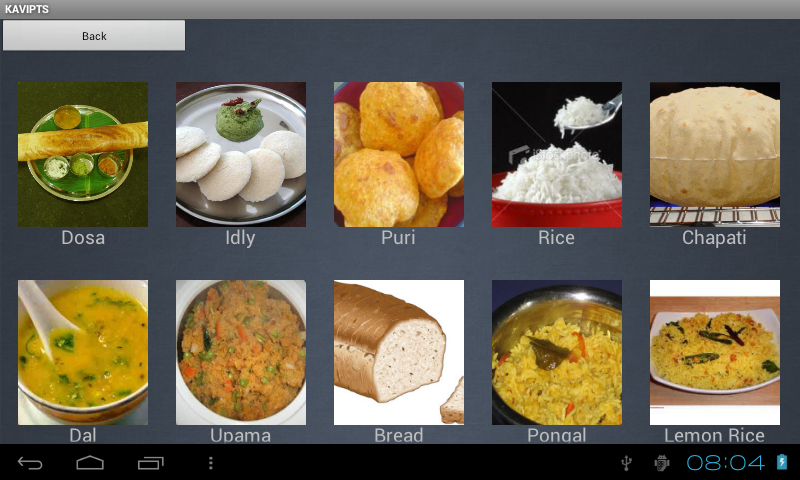 KAVIPTS
Back
Dosa
Idly
Puri
Rice
Chapati
Dal
Upama
Bread
Pongal
Lemon Rice
08:04